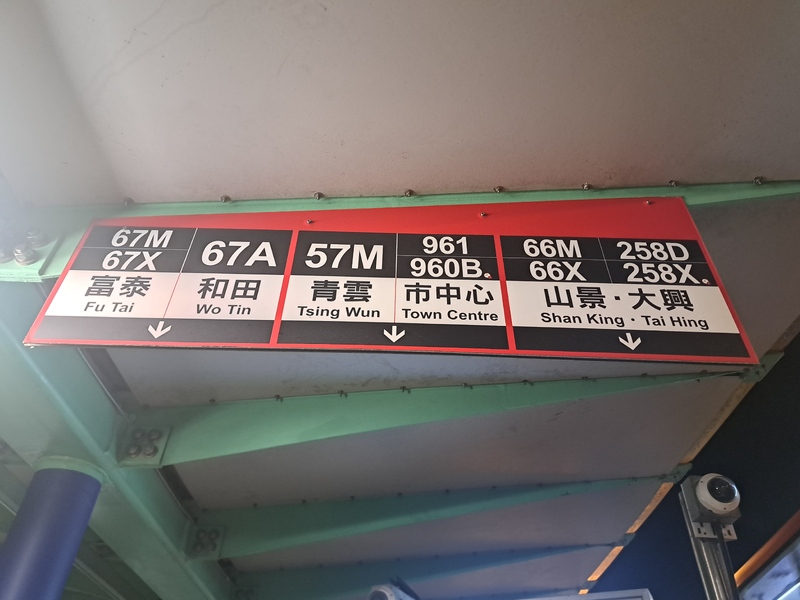 67M
67X
富泰
Fu Tai
67A
和田
Wo Tin
57M
青雲
Tsing Wun
961
960B
市中心
Town Centre
66M 258D
66X 258X
山景·大興
Shan King · Tai Hing